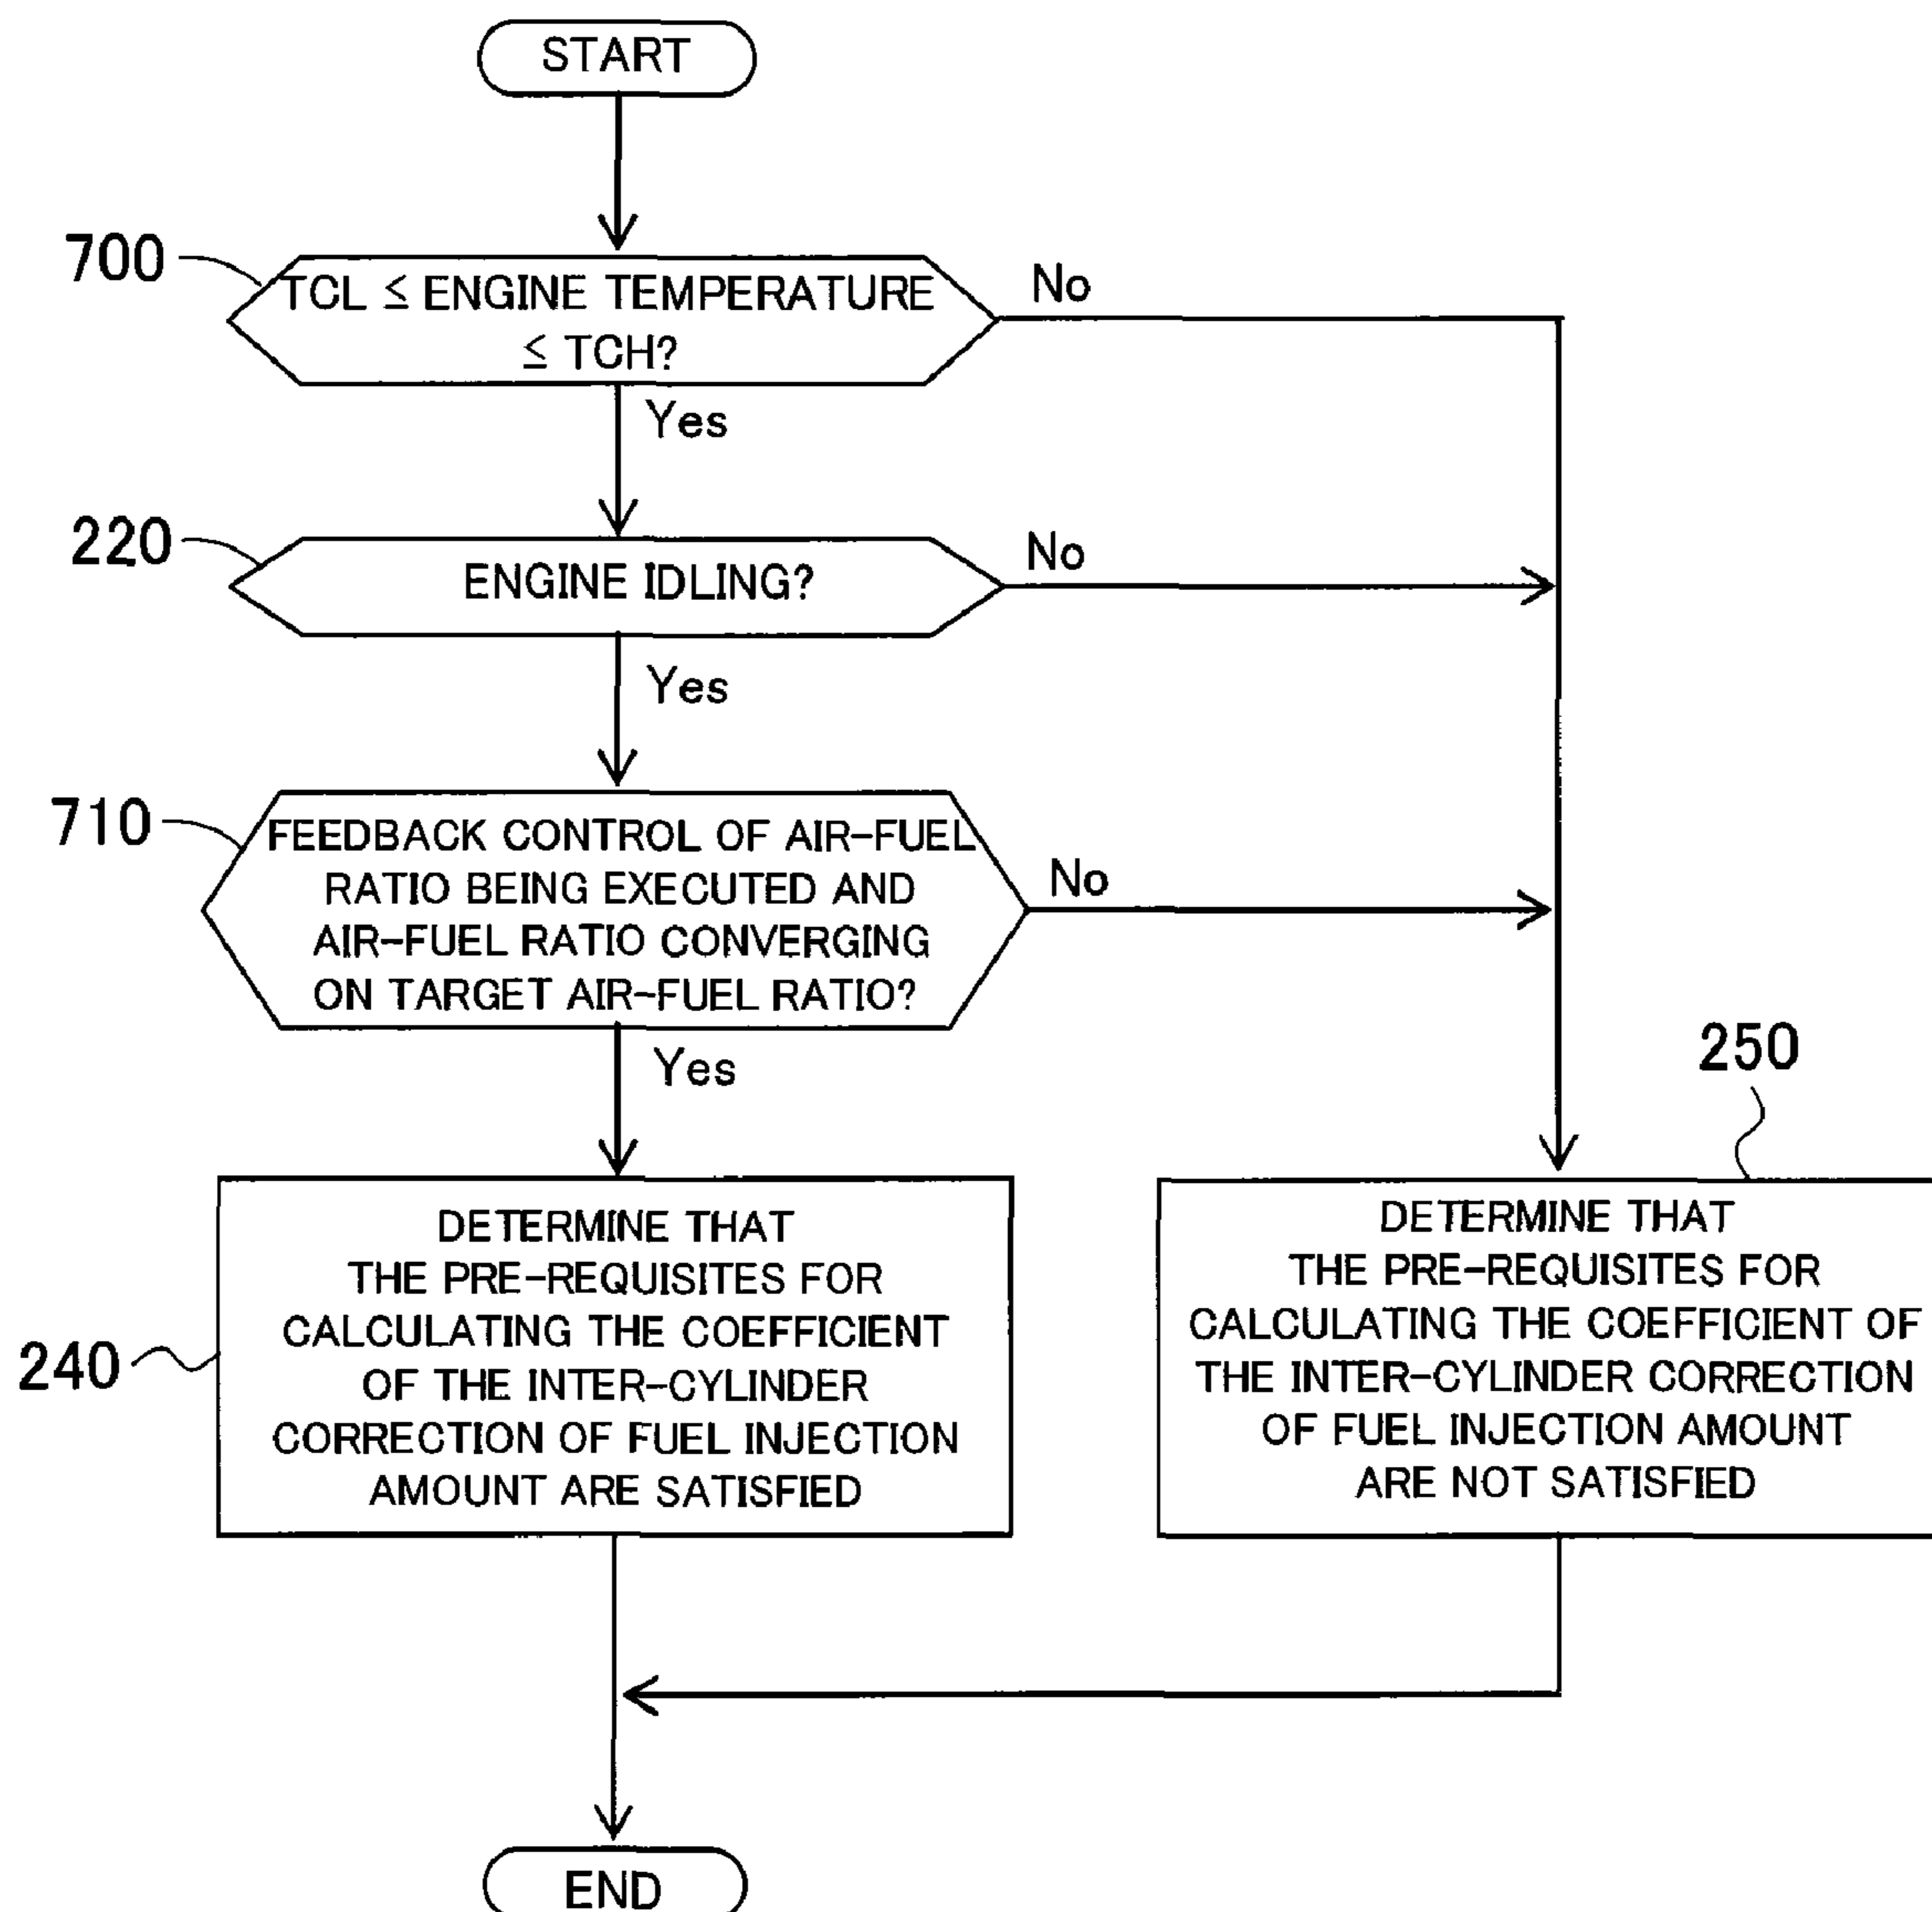 START
700
TCL ≦ ENGINE TEMPERATURE
≦ TCH?
No
Yes
220
ENGINE IDLING?
No
Yes
710
FEEDBACK CONTROL OF AIR-FUEL
RATIO BEING EXECUTED AND
AIR-FUEL RATIO CONVERGING
ON TARGET AIR-FUEL RATIO?
No
Yes
240
DETERMINE THAT
THE PRE-REQUISITES FOR
CALCULATING THE COEFFICIENT
OF THE INTER-CYLINDER
CORRECTION OF FUEL INJECTION
AMOUNT ARE SATISFIED
250
DETERMINE THAT
THE PRE-REQUISITES FOR
CALCULATING THE COEFFICIENT OF
THE INTER-CYLINDER CORRECTION
OF FUEL INJECTION AMOUNT
ARE NOT SATISFIED
END